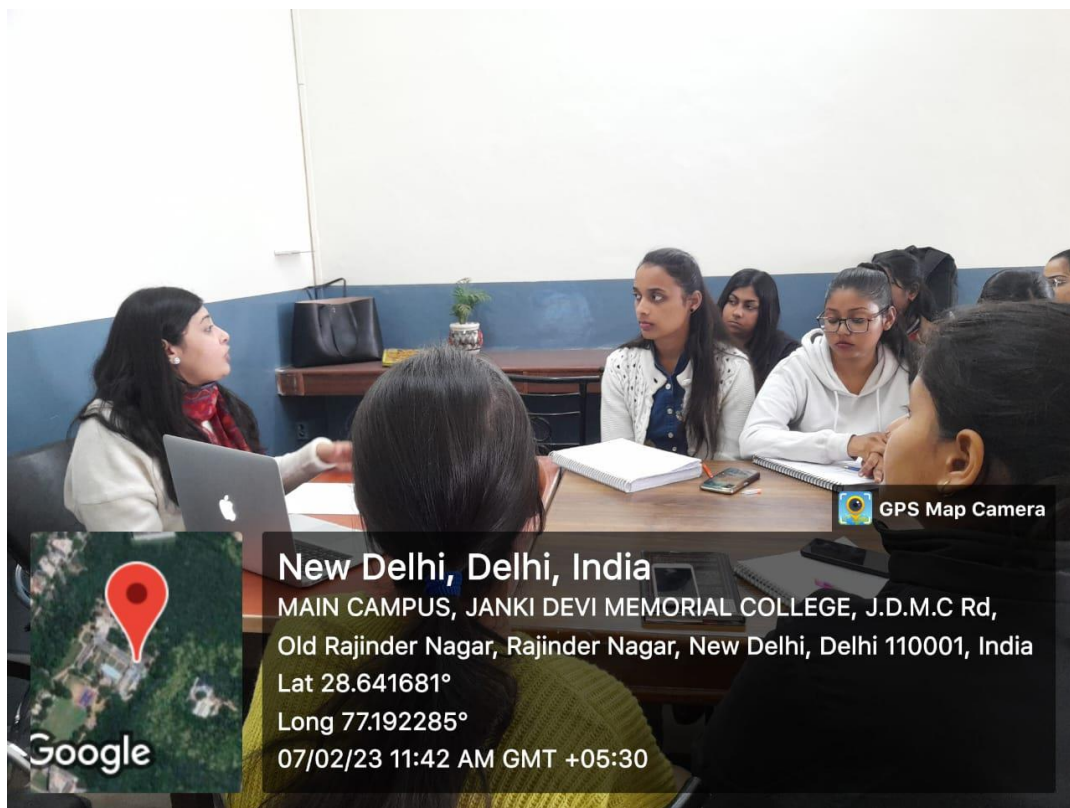 GPS Map Camera
New Delhi, Delhi, India
MAIN CAMPUS, JANKI DEVI MEMORIAL COLLEGE, J.D.M.C Rd,
Old Rajinder Nagar, Rajinder Nagar, New Delhi, Delhi 110001, India
Lat 28.641681°
Long 77.192285°
07/02/23 11:42 AM GMT +05:30
Google